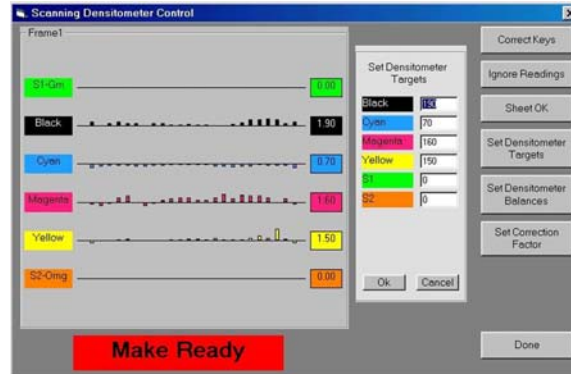 Scanning Densitometer Control
Frame1
S1-Grn 0.00
Black 1.90
Cyan 0.70
Magenta 1.60
Yellow 1.50
S2-Orng 0.00
Make Ready
Set Densitometer
Targets
Black 190
Cyan 70
Magenta 160
Yellow 150
S1 0
S2 0
Ok Cancel
Correct Keys
Ignore Readings
Sheet OK
Set Densitometer
Targets
Set Densitometer
Balances
Set Correction
Factor
Done